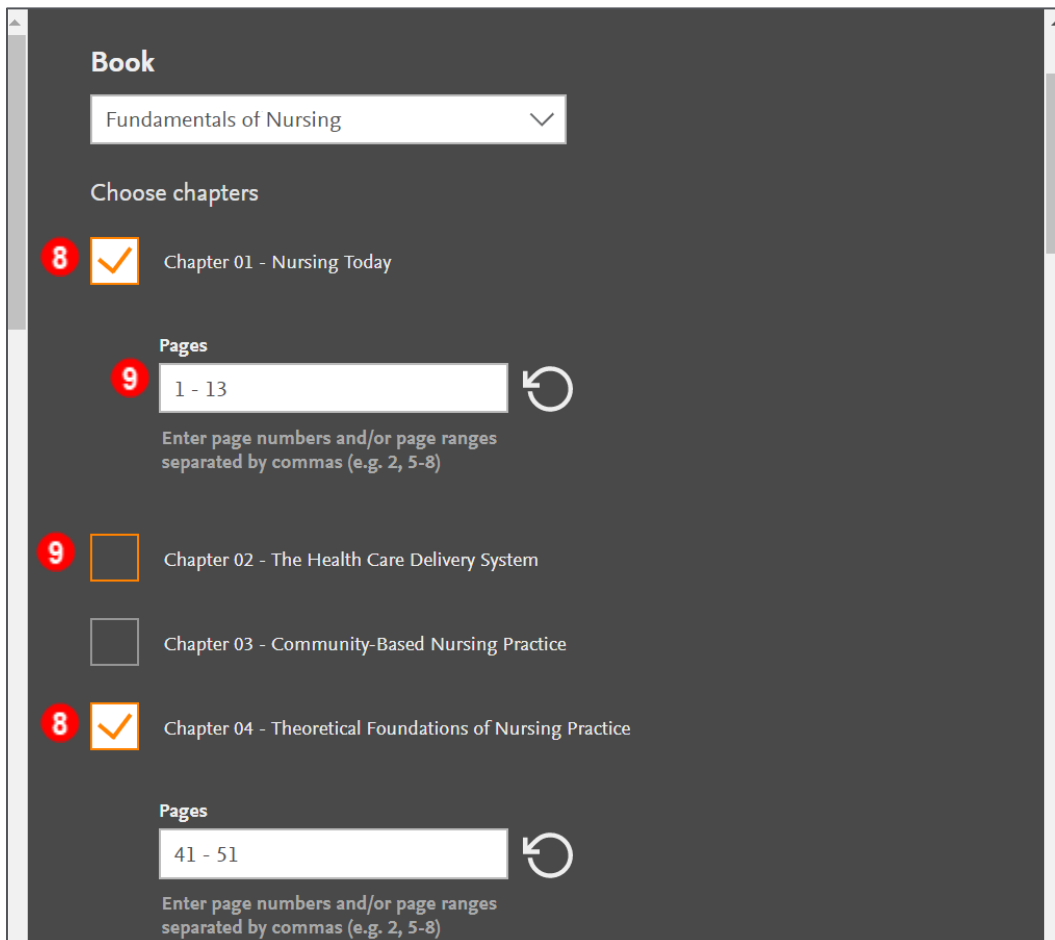 Book
Fundamentals of Nursing
Choose chapters
8 Chapter 01 - Nursing Today
Pages
9 1 - 13
Enter page numbers and/or page ranges
separated by commas (e.g. 2, 5-8)
9 Chapter 02 - The Health Care Delivery System
Chapter 03 - Community-Based Nursing Practice
8 Chapter 04 - Theoretical Foundations of Nursing Practice
Pages
41 - 51
Enter page numbers and/or page ranges
separated by commas (e.g. 2, 5-8)